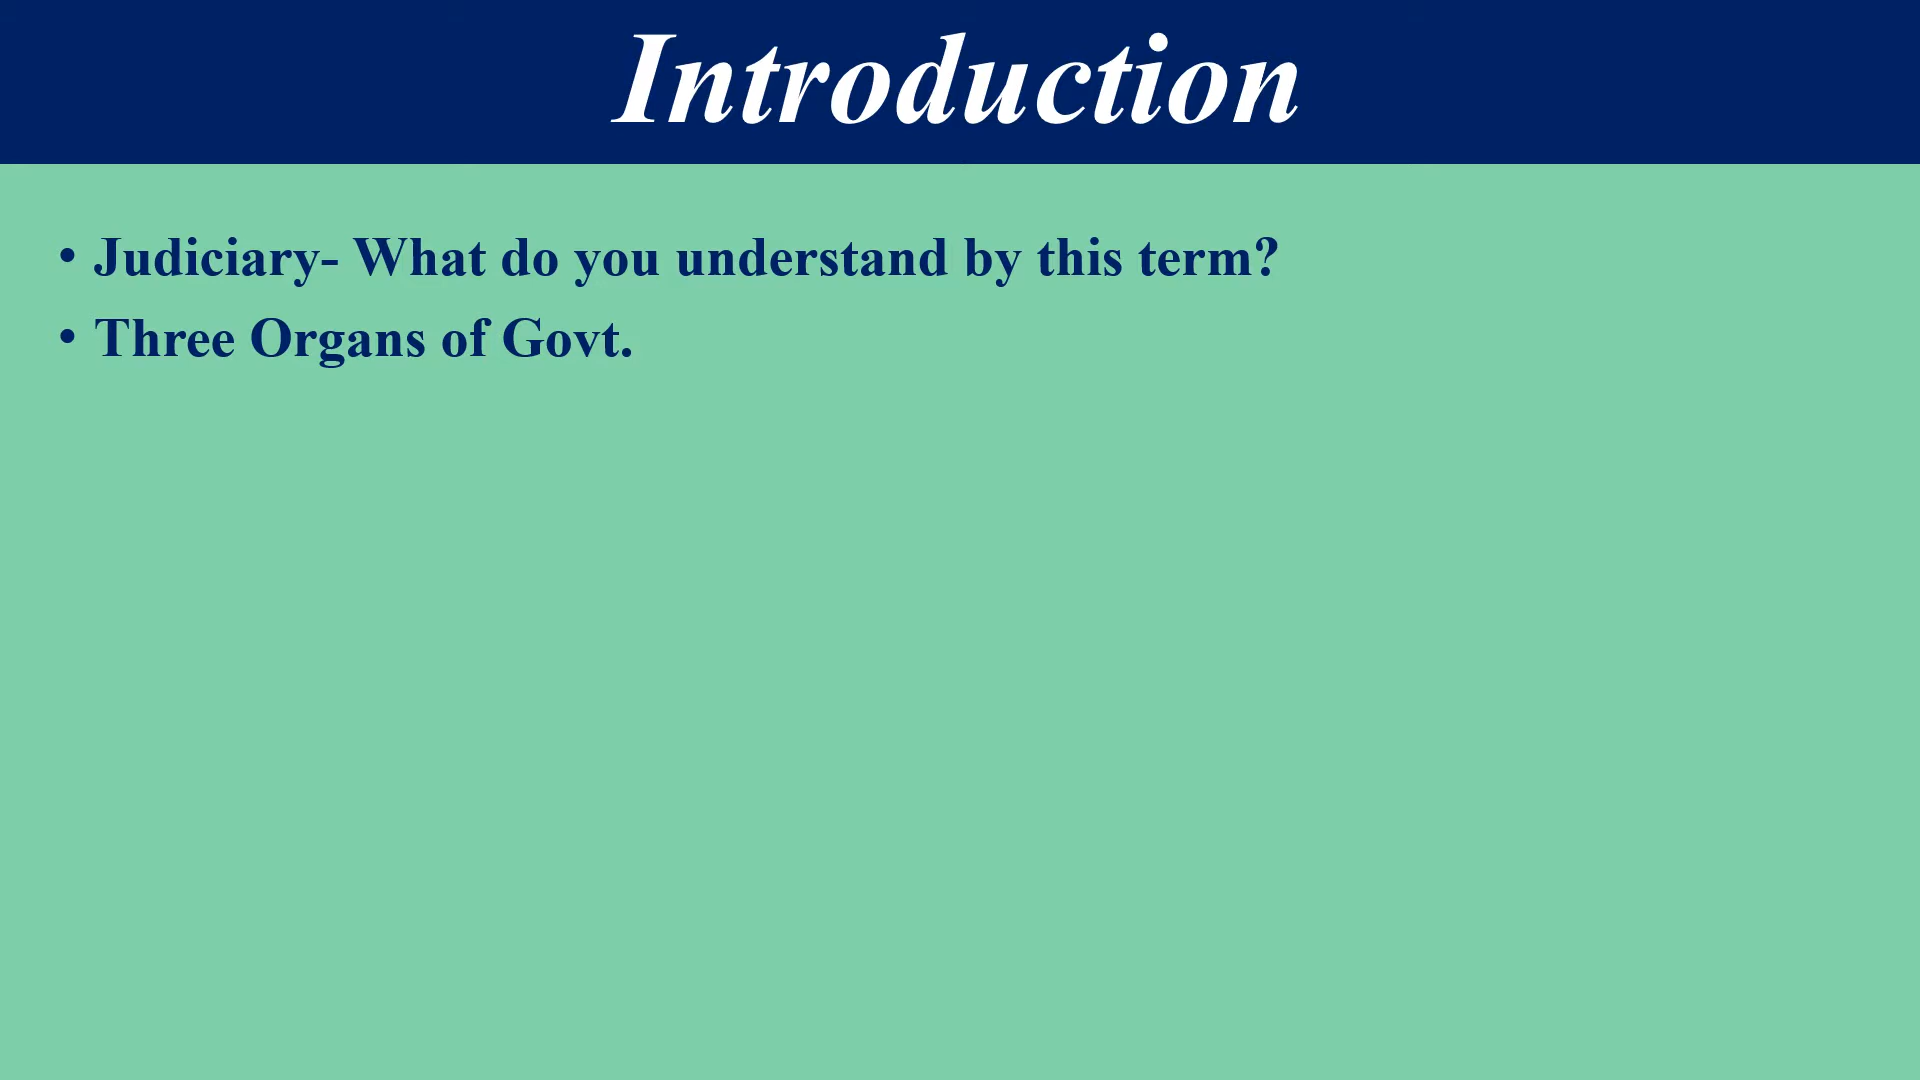 Introduction
• Judiciary- What do you understand by this term?
• Three Organs of Govt.